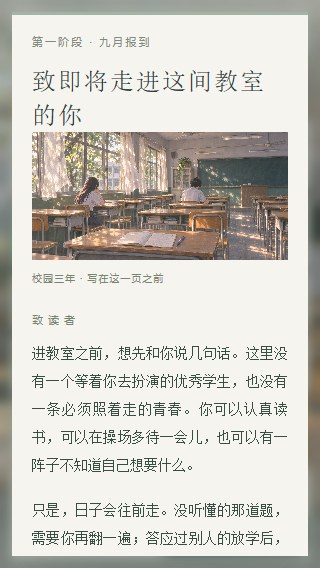 第一阶段 · 九月报到
致即将走进这间教室
的你
校园三年 · 写在这一页之前
致读者
进教室之前，想先和你说几句话。这里没
有一个等着你去扮演的优秀学生，也没有
一条必须照着走的青春。你可以认真读
书，可以在操场多待一会儿，也可以有一
阵子不知道自己想要什么。
只是，日子会往前走。没听懂的那道题，
需要你再翻一遍；答应过别人的放学后，